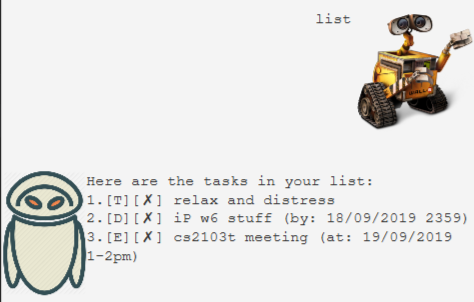 list
Here are the tasks in your list:
1.[T][✗] relax and distress
2.[D][✗] iP w6 stuff (by: 18/09/2019 2359)
3.[E][✗] cs2103t meeting (at: 19/09/2019
1-2pm)